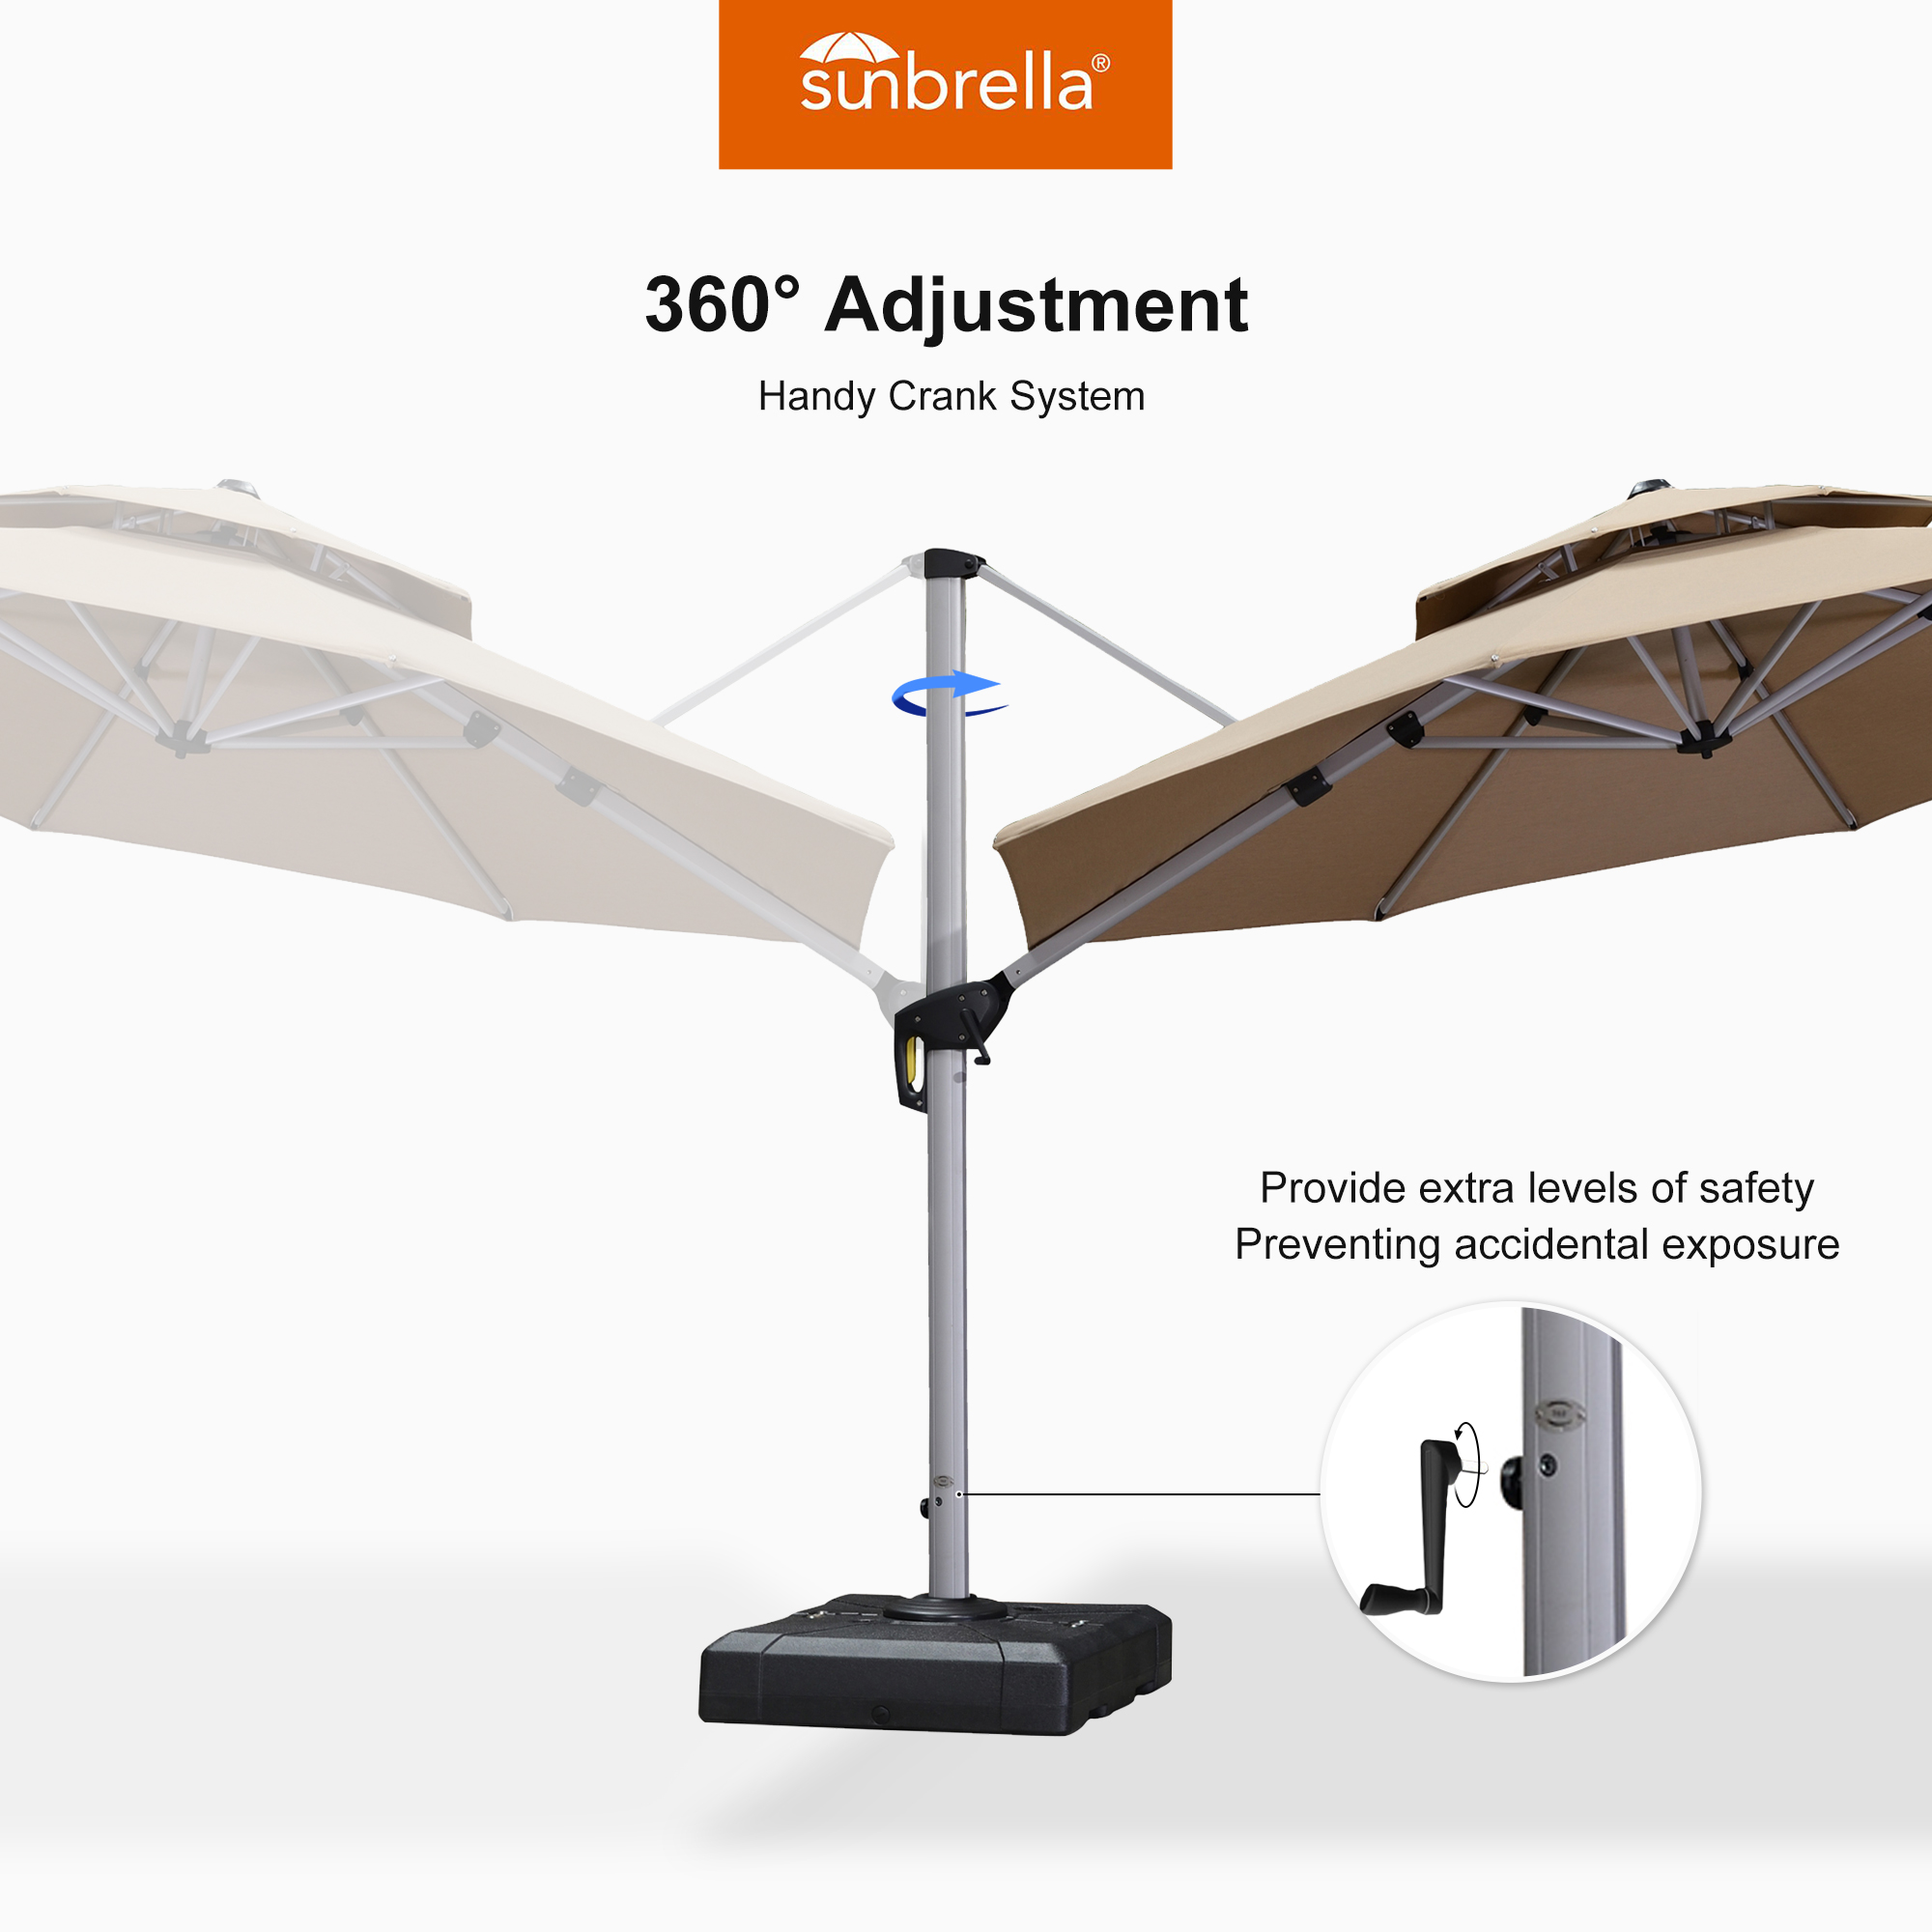 sunbrella®
360° Adjustment
Handy Crank System
Provide extra levels of safety
Preventing accidental exposure